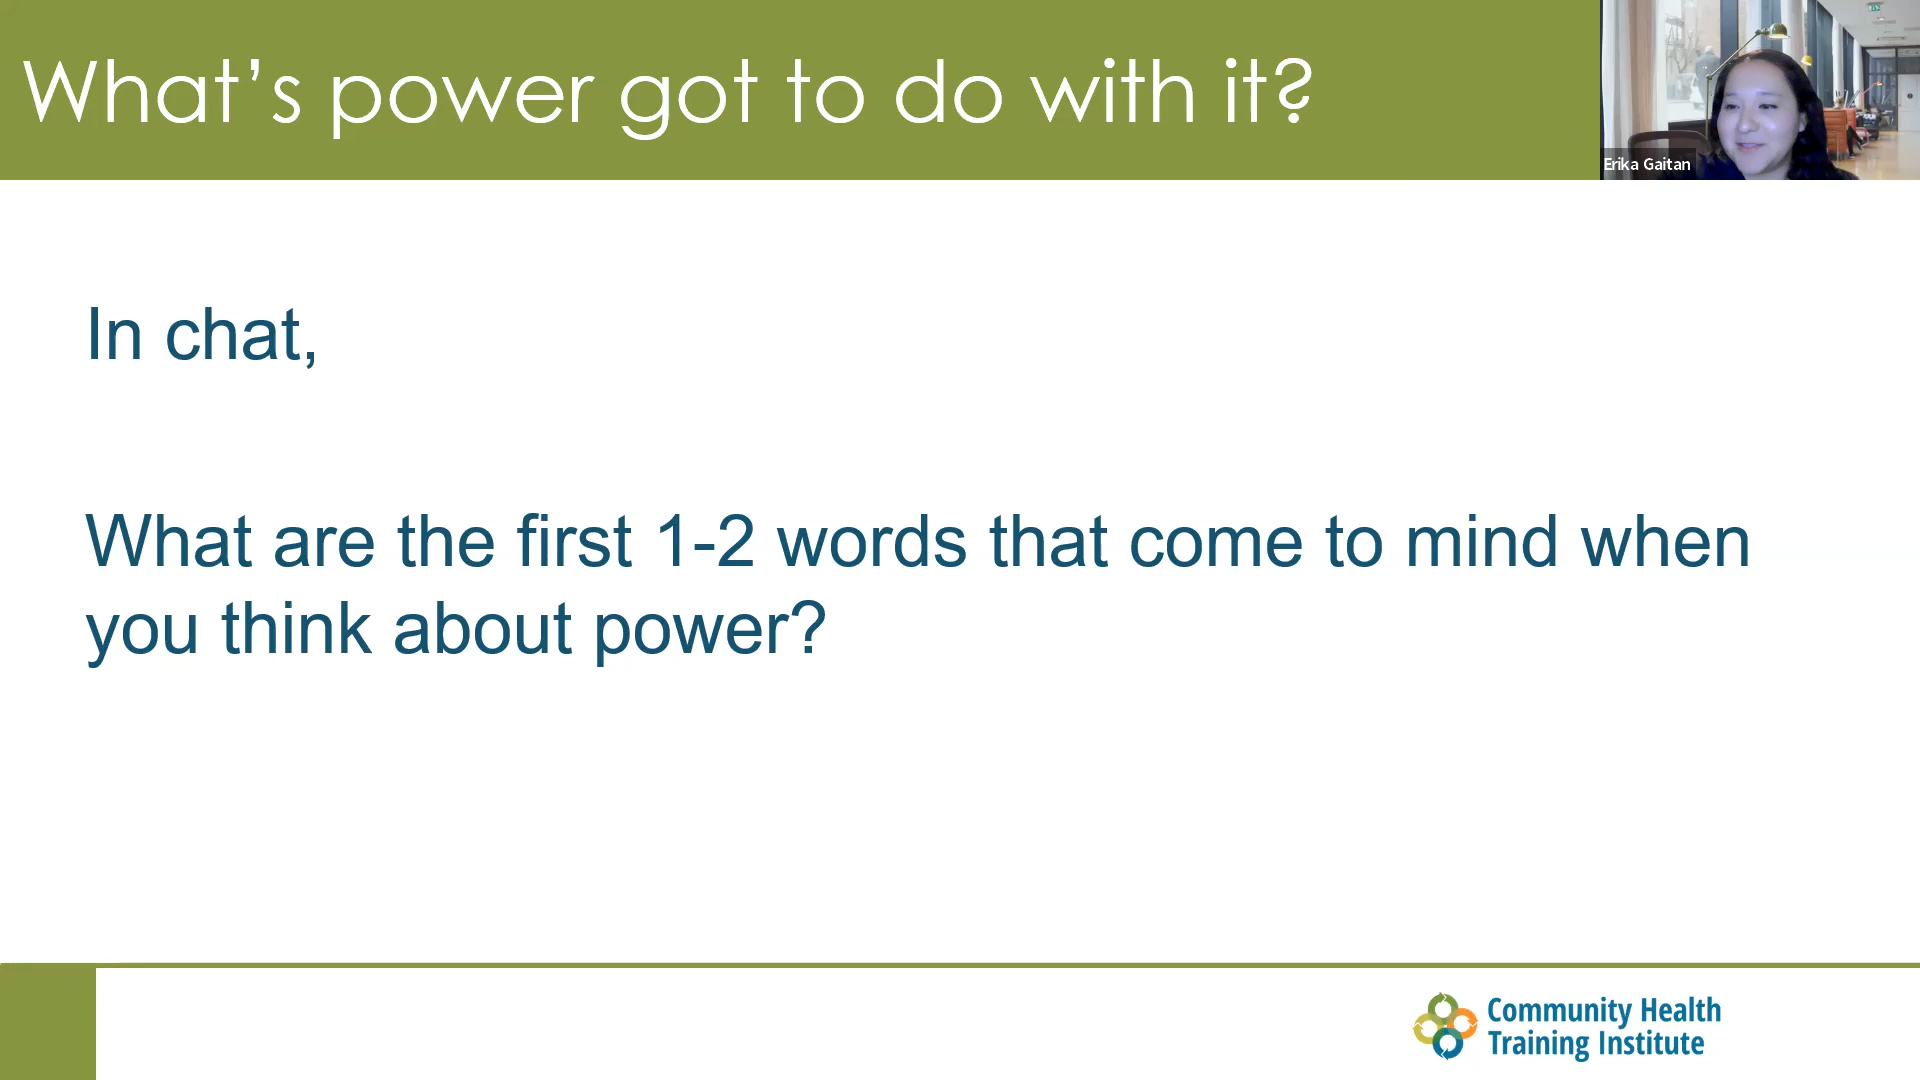 What’s power got to do with it?
Erika Gaitan
In chat,
What are the first 1-2 words that come to mind when
you think about power?
Community Health
Training Institute